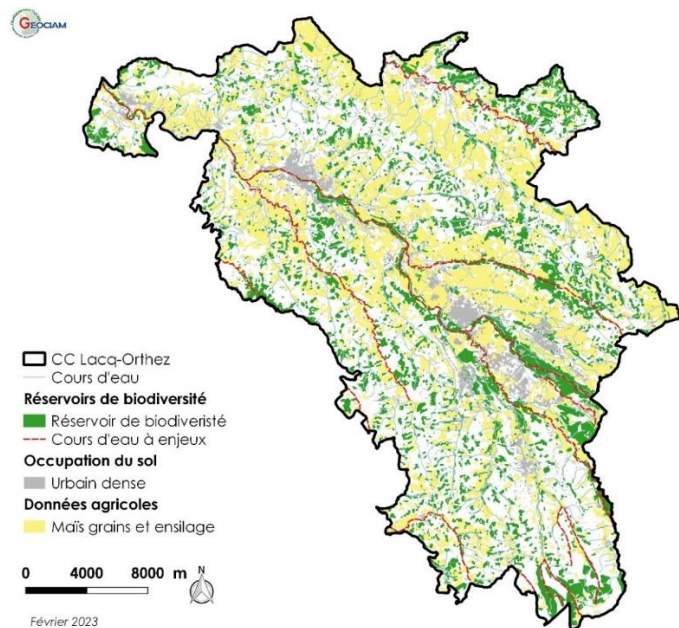 GEOCIAM
CC Lacq-Orthez
Cours d'eau
Réservoirs de biodiversité
Réservoir de biodiveristé
Cours d'eau à enjeux
Occupation du sol
Urbain dense
Données agricoles
Maïs grains et ensilage
0 4000 8000 m
N
Février 2023